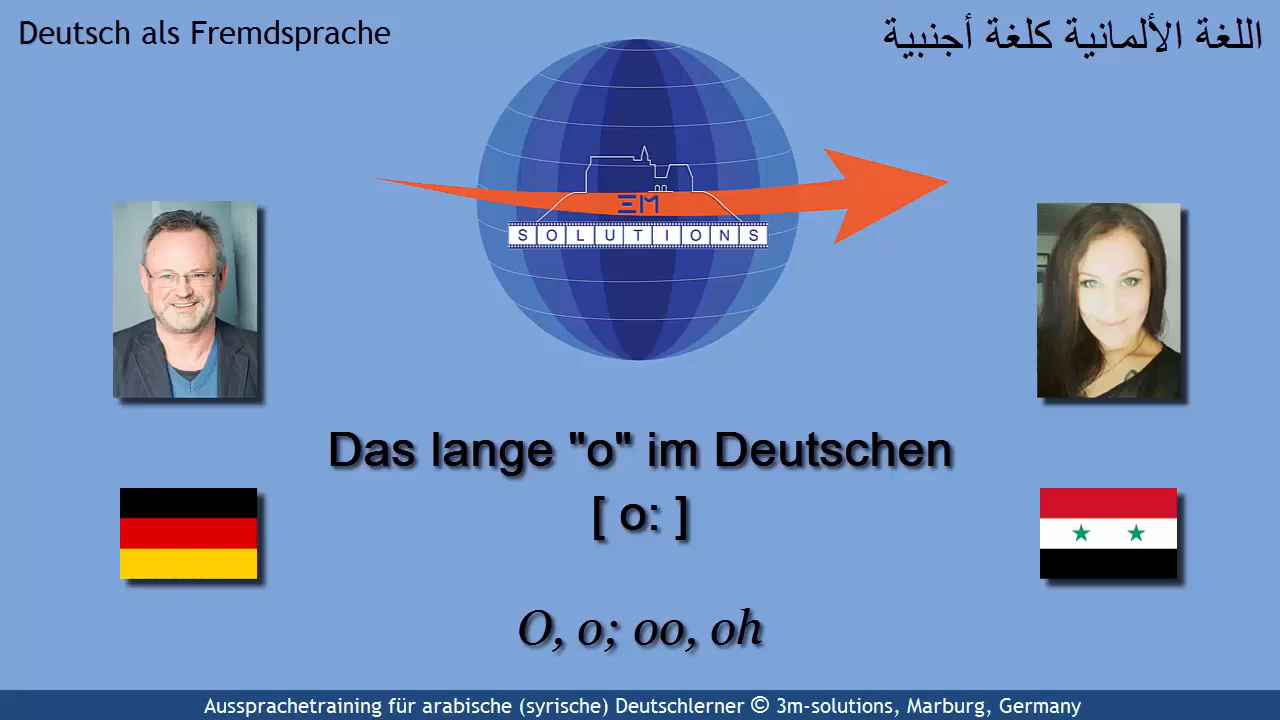 Deutsch als Fremdsprache
اللغة الألمانية كلغة أجنبية
3M
SOLUTIONS
Das lange "o" im Deutschen
[ o: ]
O, o; oo, oh
Aussprachetraining für arabische (syrische) Deutschlerner © 3m-solutions, Marburg, Germany